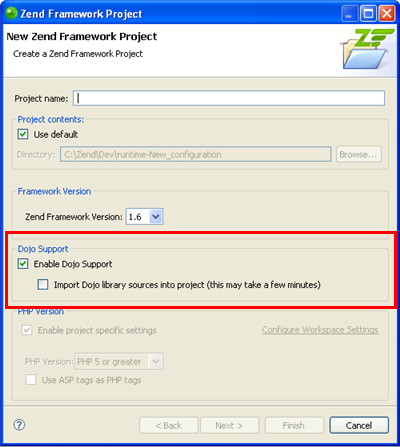 Zend Framework Project
New Zend Framework Project
Create a Zend Framework Project
Project name:
Project contents:
Use default
Directory: C:\Zend\Dev\runtime-New_configuration Browse...
Framework Version
Zend Framework Version: 1.6
Dojo Support
Enable Dojo Support
Import Dojo library sources into project (this may take a few minutes)
PHP Version
Enable project specific settings Configure Workspace Settings
PHP Version: PHP 5 or greater
Use ASP tags as PHP tags
? < Back Next > Finish Cancel